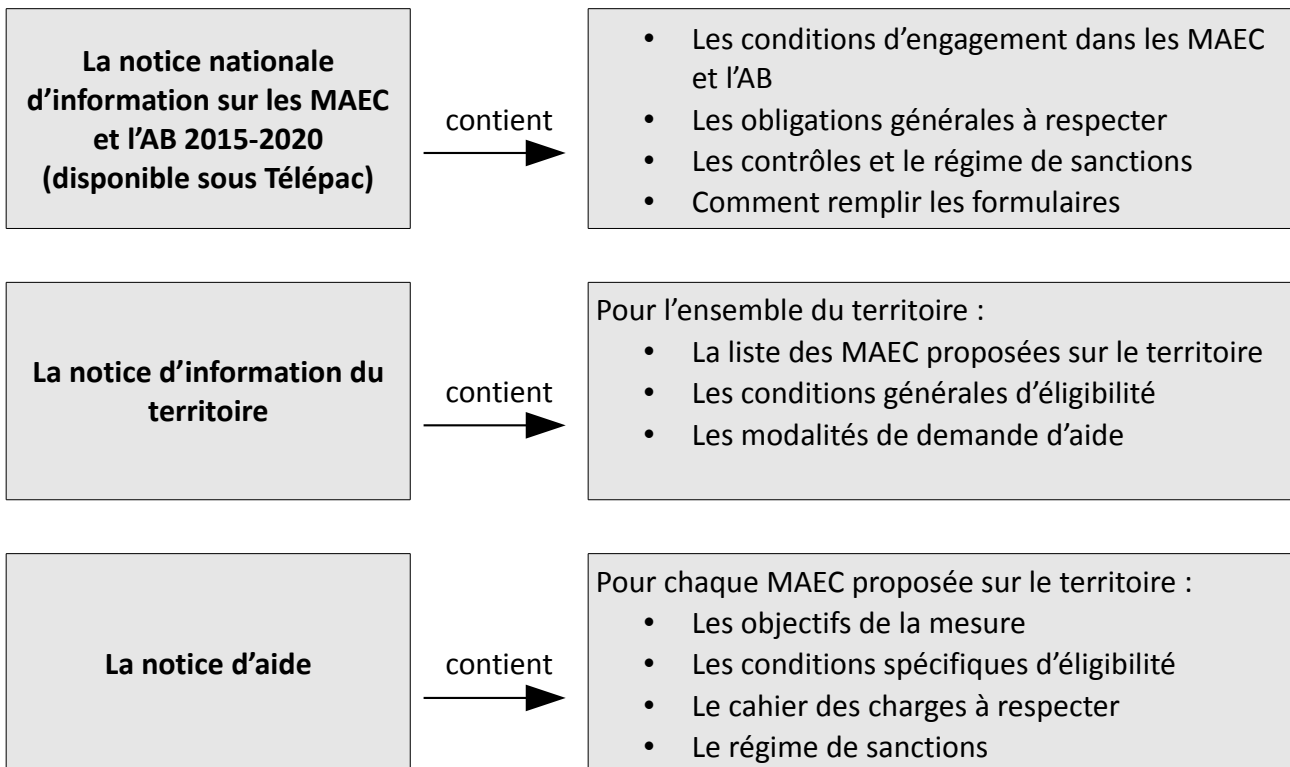 La notice nationale
d’information sur les MAEC
et l’AB 2015-2020
(disponible sous Télépac)
contient
• Les conditions d’engagement dans les MAEC
et l’AB
• Les obligations générales à respecter
• Les contrôles et le régime de sanctions
• Comment remplir les formulaires
La notice d’information du
territoire
contient
Pour l’ensemble du territoire :
• La liste des MAEC proposées sur le territoire
• Les conditions générales d’éligibilité
• Les modalités de demande d’aide
La notice d’aide
contient
Pour chaque MAEC proposée sur le territoire :
• Les objectifs de la mesure
• Les conditions spécifiques d’éligibilité
• Le cahier des charges à respecter
• Le régime de sanctions